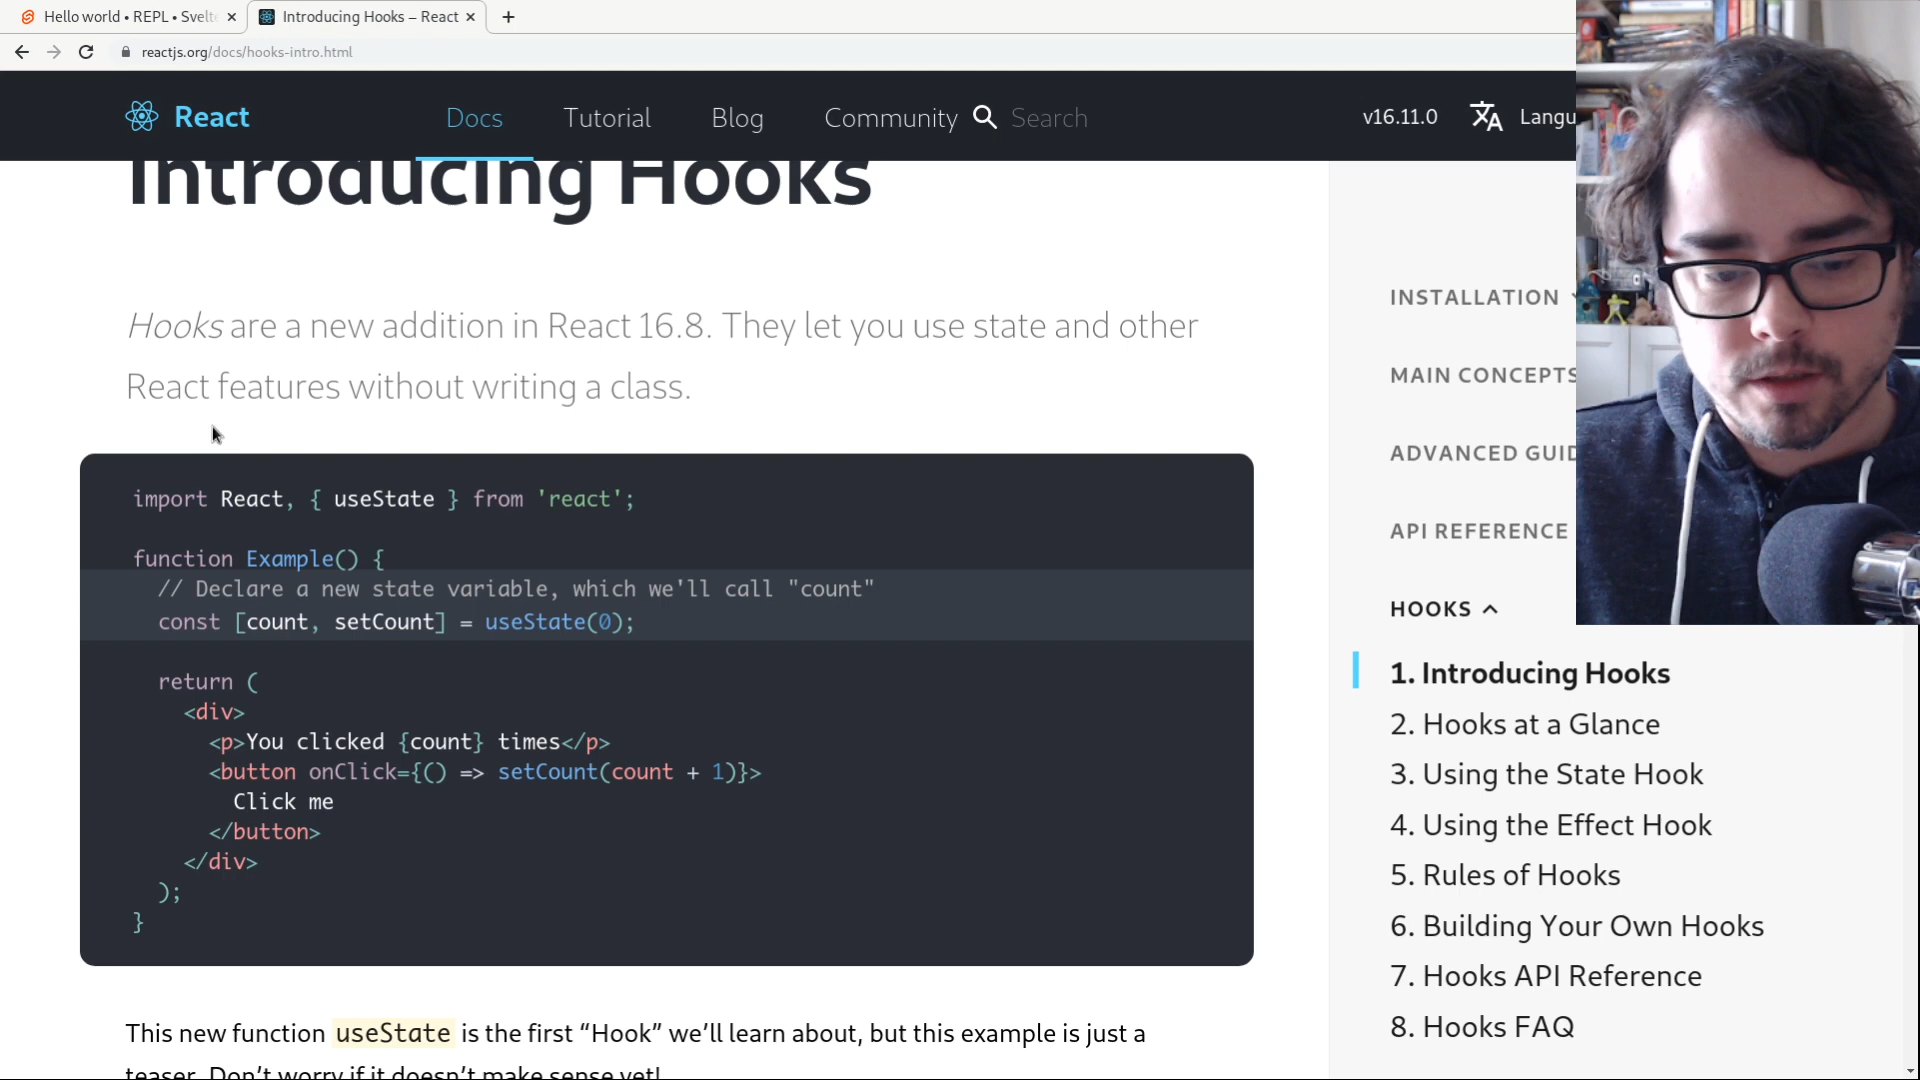 Hello world • REPL • Svelte
Introducing Hooks – React
reactjs.org/docs/hooks-intro.html
React
Docs
Tutorial
Blog
Community
Search
v16.11.0
Langu
Introducing Hooks
Hooks are a new addition in React 16.8. They let you use state and other
React features without writing a class.
import React, { useState } from 'react';
function Example() {
// Declare a new state variable, which we'll call "count"
const [count, setCount] = useState(0);
return (
<div>
<p>You clicked {count} times</p>
<button onClick={() => setCount(count + 1)}>
Click me
</button>
</div>
);
}
This new function useState is the first “Hook” we’ll learn about, but this example is just a
teaser. Don’t worry if it doesn’t make sense yet!
INSTALLATION
MAIN CONCEPTS
ADVANCED GUID
API REFERENCE
HOOKS
1. Introducing Hooks
2. Hooks at a Glance
3. Using the State Hook
4. Using the Effect Hook
5. Rules of Hooks
6. Building Your Own Hooks
7. Hooks API Reference
8. Hooks FAQ